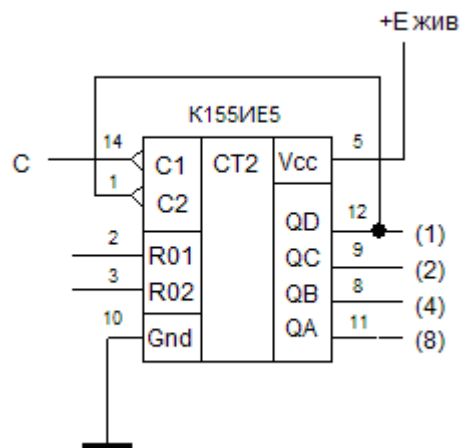 +Eжив
К155ИЕ5
C 14 C1 CT2 Vcc 5
1 C2
QD 12 (1)
2 R01 QC 9 (2)
3 R02 QB 8 (4)
10 Gnd QA 11 (8)